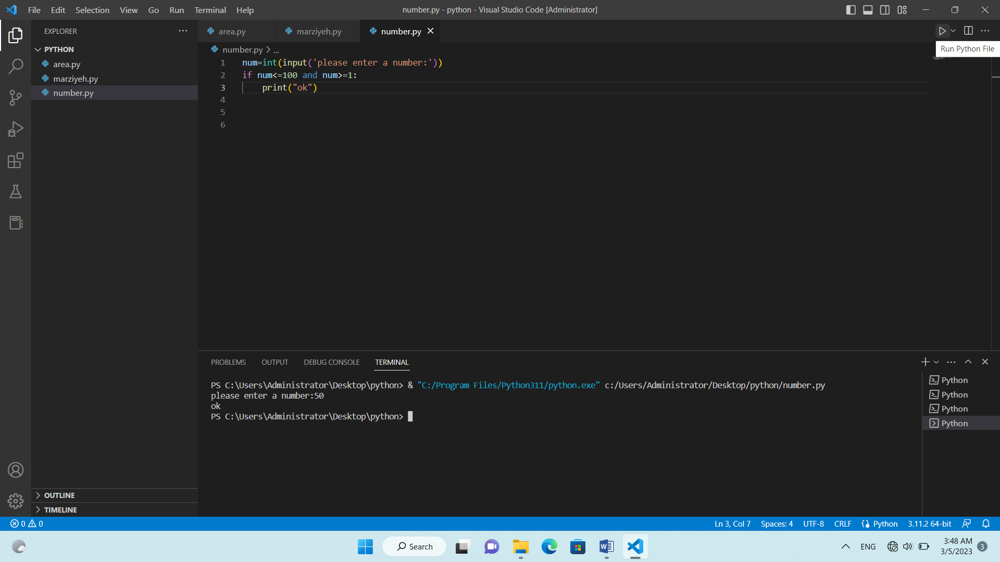 File Edit Selection View Go Run Terminal Help
number.py - python - Visual Studio Code [Administrator]
EXPLORER
PYTHON
area.py
marziyeh.py
number.py
area.py marziyeh.py number.py
Run Python File
number.py > ...
1 num=int(input('please enter a number:'))
2 if num<=100 and num>=1:
3 print("ok")
4
5
6
PROBLEMS OUTPUT DEBUG CONSOLE TERMINAL
PS C:\Users\Administrator\Desktop\python> & "C:/Program Files/Python311/python.exe" c:/Users/Administrator/Desktop/python/number.py
please enter a number:50
ok
PS C:\Users\Administrator\Desktop\python>
Python
Python
Python
Python
OUTLINE
TIMELINE
0 0 Ln 3, Col 7 Spaces: 4 UTF-8 CRLF Python 3.11.2 64-bit
Search
ENG
3:48 AM
3/5/2023
3